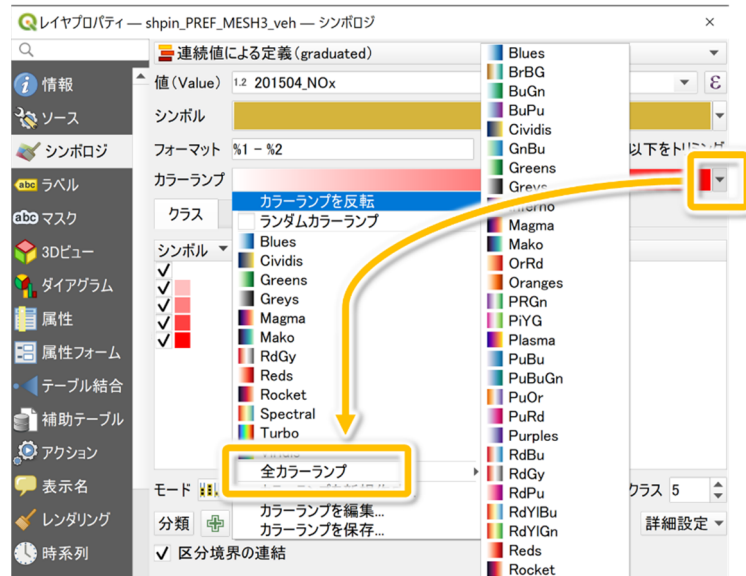 レイヤプロパティ — shpin_PREF_MESH3_veh — シンボロジ
情報
ソース
シンボロジ
abc ラベル
abc マスク
3Dビュー
ダイアグラム
属性
属性フォーム
テーブル結合
補助テーブル
アクション
表示名
レンダリング
時系列
連続値による定義 (graduated)
値(Value) 1.2 201504_NOx ε
シンボル
フォーマット %1 - %2 以下をトリミング
カラーランプ
クラス
シンボル
カラーランプを反転
ランダムカラーランプ
Blues
Cividis
Greens
Greys
Magma
Mako
RdGy
Reds
Rocket
Spectral
Turbo
全カラーランプ
カラーランプを編集...
カラーランプを保存...
Blues
BrBG
BuGn
BuPu
Cividis
GnBu
Greens
Greys
Inferno
Magma
Mako
OrRd
Oranges
PRGn
PiYG
Plasma
PuBu
PuBuGn
PuOr
PuRd
Purples
RdBu
RdGy
RdPu
RdYlBu
RdYlGn
Reds
Rocket
モード
クラス 5
分類
詳細設定
区分境界の連結